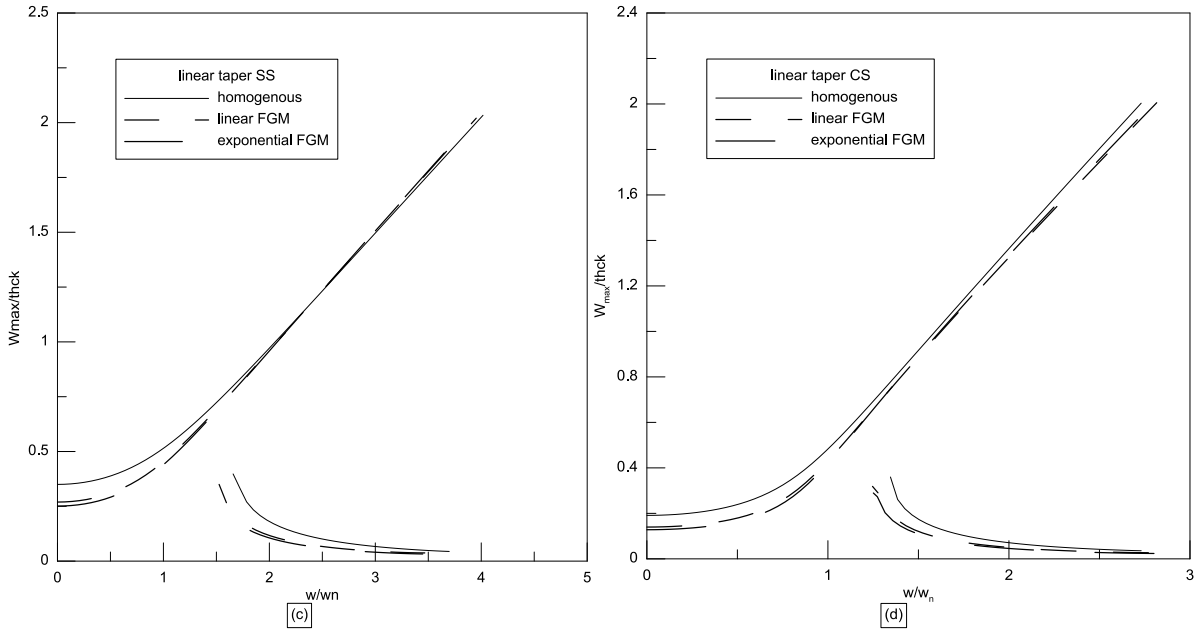 2.5
2
1.5
1
0.5
0
Wmax/thck
linear taper SS
homogenous
linear FGM
exponential FGM
0 1 2 3 4 5
w/wn
(c)
2.4
2
1.6
1.2
0.8
0.4
0
W_max/thck
linear taper CS
homogenous
linear FGM
exponential FGM
0 1 2 3
w/w_n
(d)